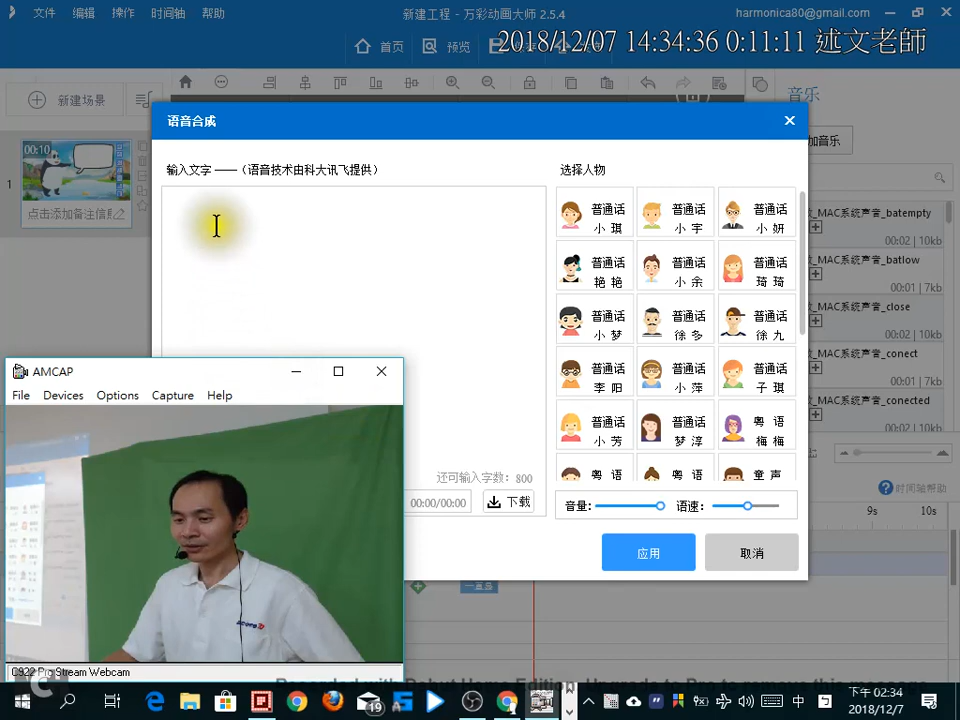 文件 编辑 操作 时间轴 帮助
新建工程 - 万彩动画大师 2.5.4
harmonica80@gmail.com
首页 预览
2018/12/07 14:34:36 0:11:11 述文老師
新建场景
音乐
语音合成
加音乐
输入文字 ——（语音技术由科大讯飞提供）
选择人物
00:10
1
点击添加备注信息
普通话 小 琪
普通话 小 宇
普通话 小 妍
普通话 艳 艳
普通话 小 余
普通话 琦 琦
普通话 小 梦
普通话 徐 多
普通话 徐 九
普通话 李 阳
普通话 小 萍
普通话 子 琪
普通话 小 芳
普通话 梦 淳
粤 语 梅 梅
粤 语
粤 语
童 声
_MAC系统声音_batempty
00:02 | 10kb
_MAC系统声音_batlow
00:01 | 7kb
_MAC系统声音_close
00:02 | 10kb
_MAC系统声音_conect
00:01 | 7kb
_MAC系统声音_conected
00:02 | 10kb
还可输入字数: 800
00:00/00:00
下载
音量:
语速:
应用
取消
时间轴帮助
9s 10s
一直显
AMCAP
File Devices Options Capture Help
C922 Pro Stream Webcam
19
中
下午 02:34
2018/12/7